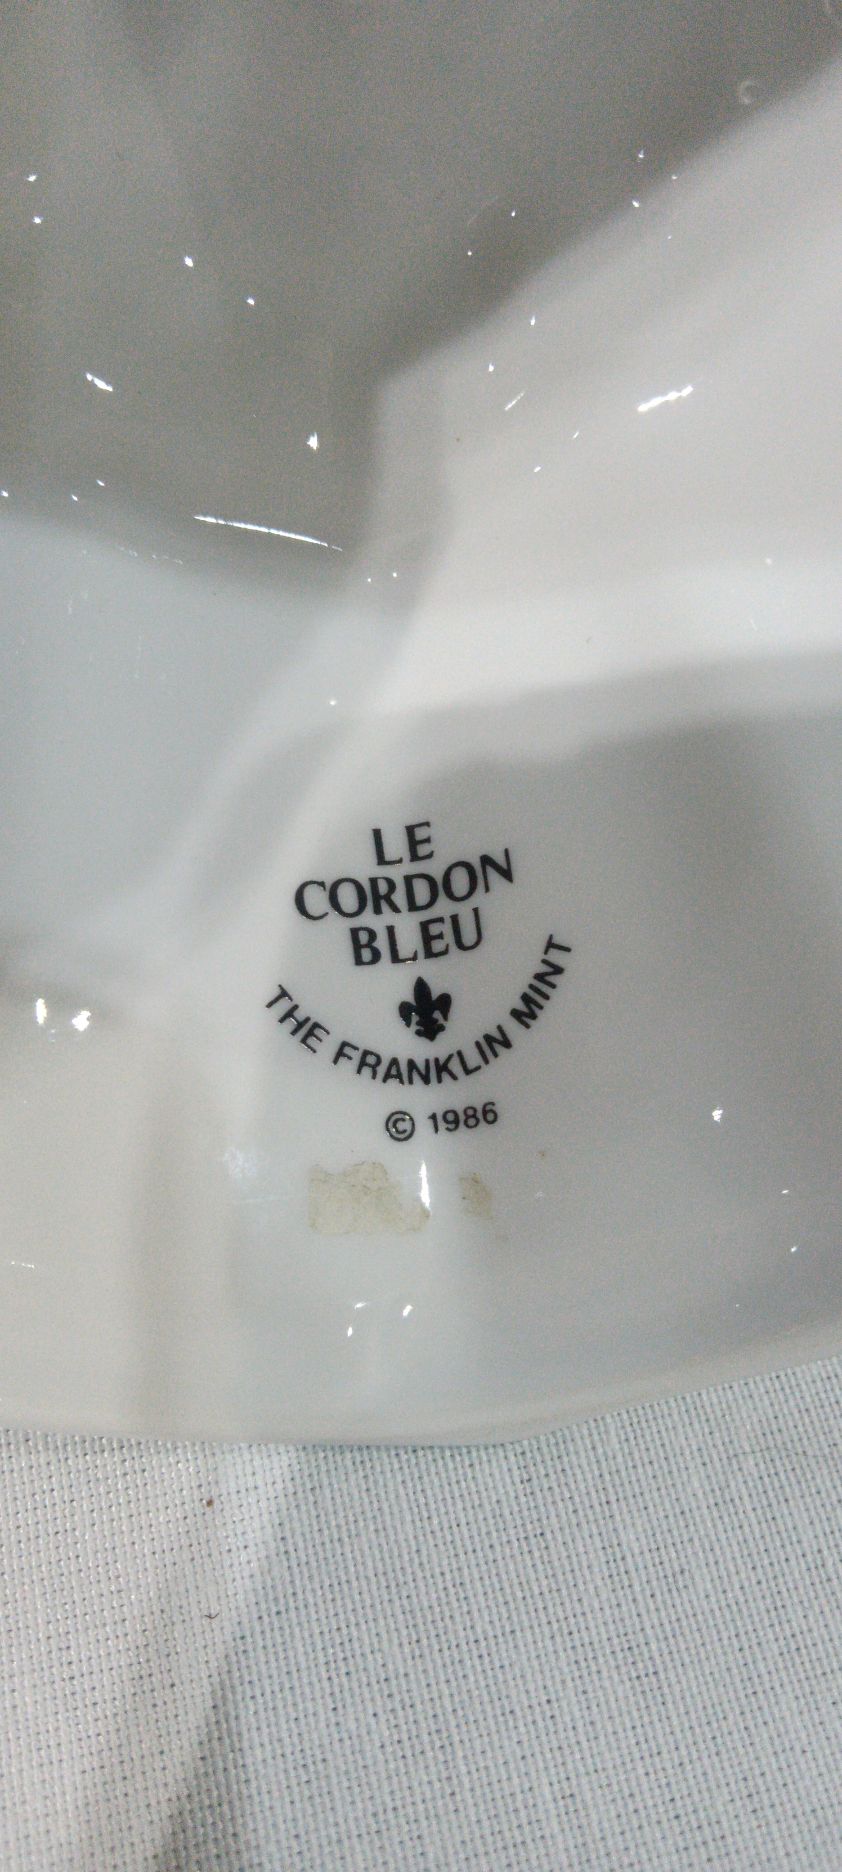 LE
CORDON
BLEU
THE FRANKLIN MINT
© 1986